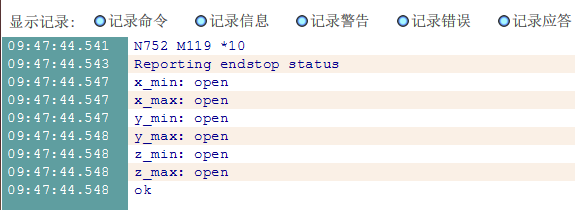 显示记录: 记录命令 记录信息 记录警告 记录错误 记录应答
09:47:44.541 N752 M119 *10
09:47:44.543 Reporting endstop status
09:47:44.547 x_min: open
09:47:44.547 x_max: open
09:47:44.547 y_min: open
09:47:44.548 y_max: open
09:47:44.548 z_min: open
09:47:44.548 z_max: open
09:47:44.548 ok